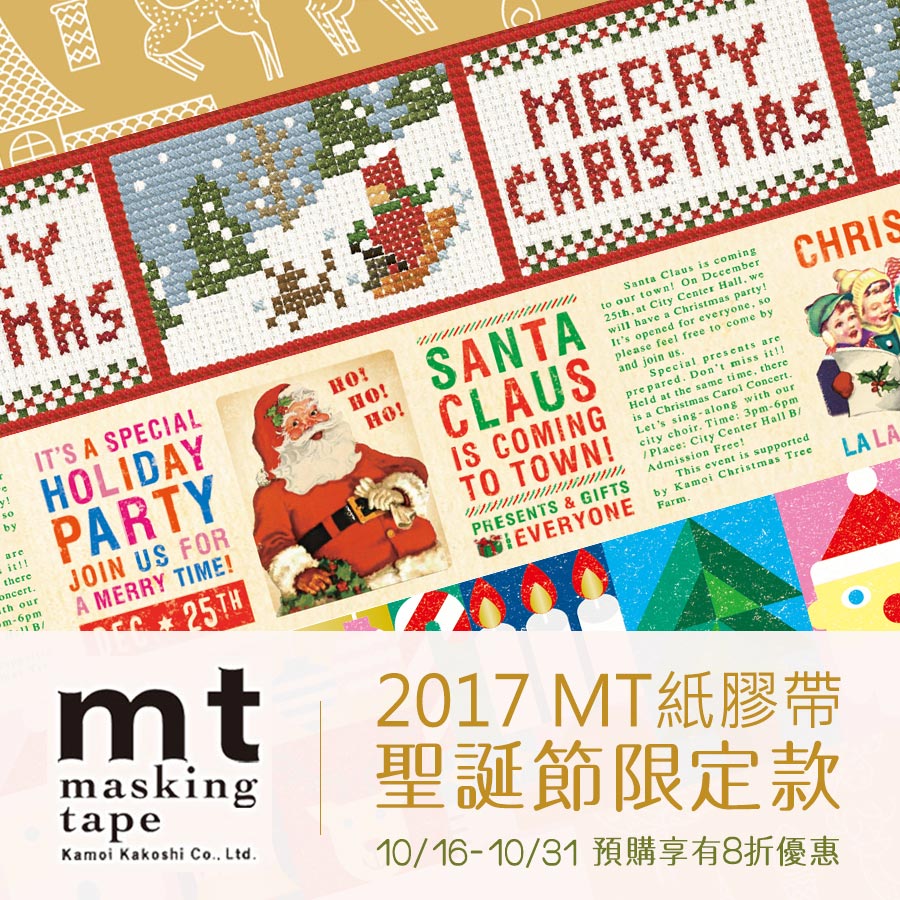 MERRY
CHRISTMAS
IT'S A SPECIAL
HOLIDAY
PARTY
JOIN US FOR
A MERRY TIME!
DEC ★ 25TH
HO!
HO!
HO!
SANTA
CLAUS
IS COMING
TO TOWN!
PRESENTS & GIFTS
EVERYONE
Santa Claus is coming
to our town! On December
25th, at City Center Hall, we
will have a Christmas party!
It's opened for everyone, so
please feel free to come by
and join us.
Special presents are
prepared. Don't miss it!!
Held at the same time, there
is a Christmas Carol Concert.
Let's sing-along with our
city choir. Time: 3pm-6pm
/ Place: City Center Hall B/
Admission Free!
This event is supported
by Kamoi Christmas Tree
Farm.
CHRIS
LA LA
mt
masking
tape
Kamoi Kakoshi Co., Ltd.
2017 MT紙膠帶
聖誕節限定款
10/16-10/31 預購享有8折優惠